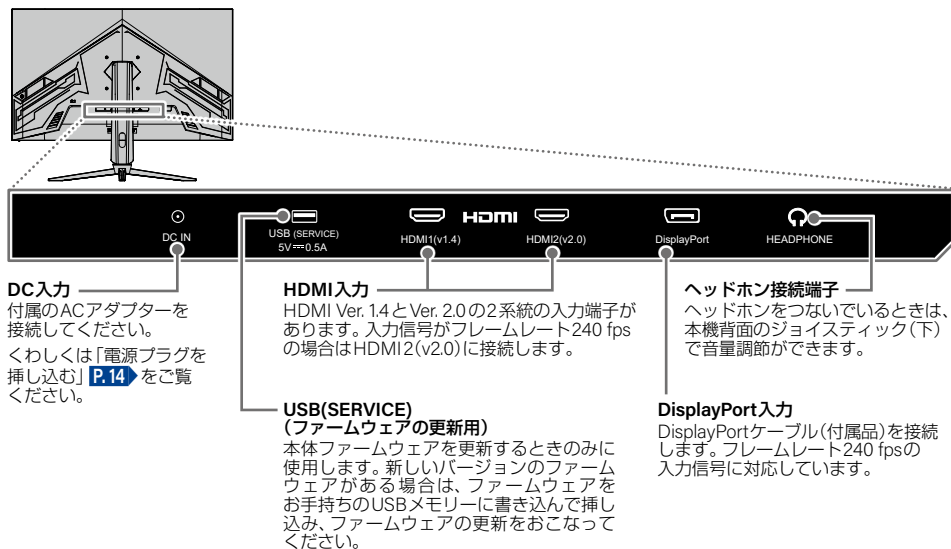 DC IN
USB (SERVICE)
5V⎓0.5A
HDMI1(v1.4)
HDMI
HDMI2(v2.0)
DisplayPort
HEADPHONE
DC入力
付属のACアダプターを
接続してください。
くわしくは「電源プラグを
挿し込む」 P. 14 をご覧
ください。
HDMI入力
HDMI Ver. 1.4とVer. 2.0の2系統の入力端子が
あります。入力信号がフレームレート240 fps
の場合はHDMI2(v2.0)に接続します。
ヘッドホン接続端子
ヘッドホンをつないでいるときは、
本機背面のジョイスティック(下)
で音量調節ができます。
USB(SERVICE)
(ファームウェアの更新用)
本体ファームウェアを更新するときのみに
使用します。新しいバージョンのファーム
ウェアがある場合は、ファームウェアを
お手持ちのUSBメモリーに書き込んで挿し
込み、ファームウェアの更新をおこなって
ください。
DisplayPort入力
DisplayPortケーブル(付属品)を接続
します。フレームレート240 fpsの
入力信号に対応しています。